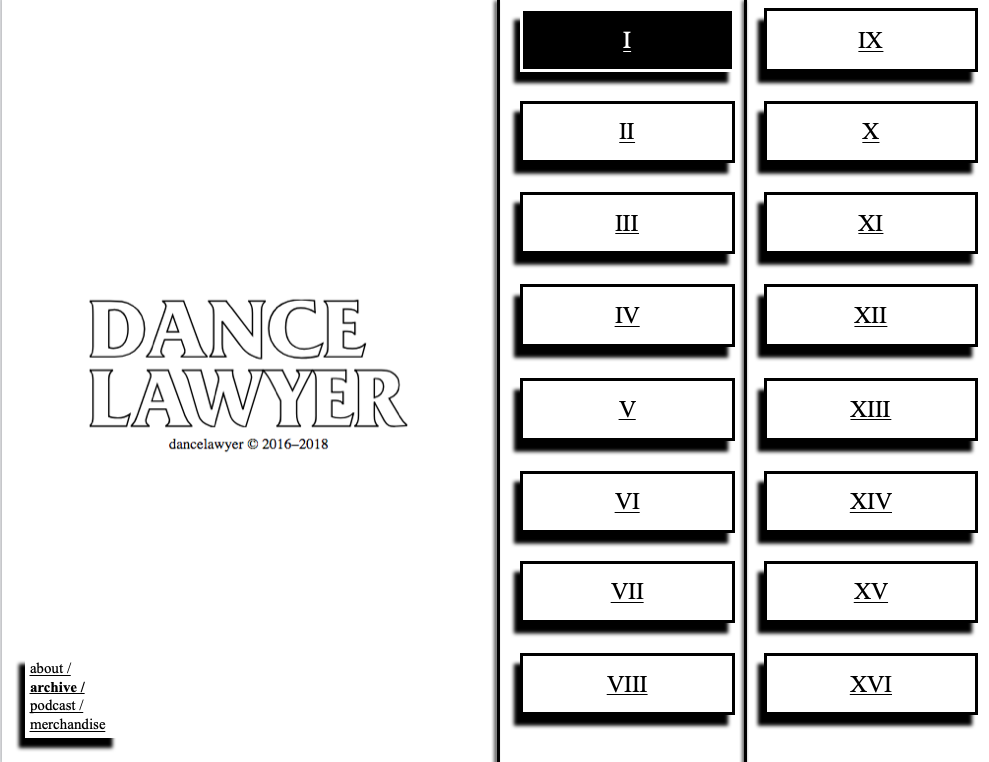 DANCE
LAWYER
dancelawyer © 2016–2018
about /
archive /
podcast /
merchandise
I
II
III
IV
V
VI
VII
VIII
IX
X
XI
XII
XIII
XIV
XV
XVI